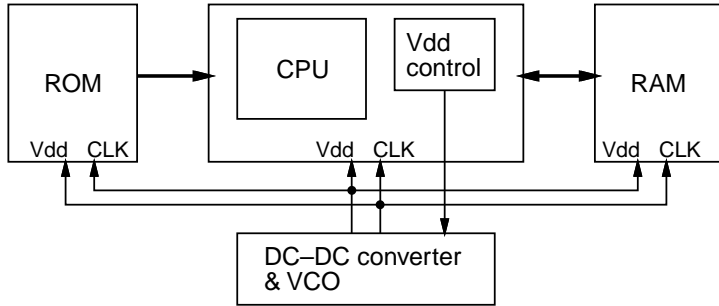 ROM
Vdd CLK
CPU
Vdd
control
Vdd CLK
RAM
Vdd CLK
DC–DC converter
& VCO